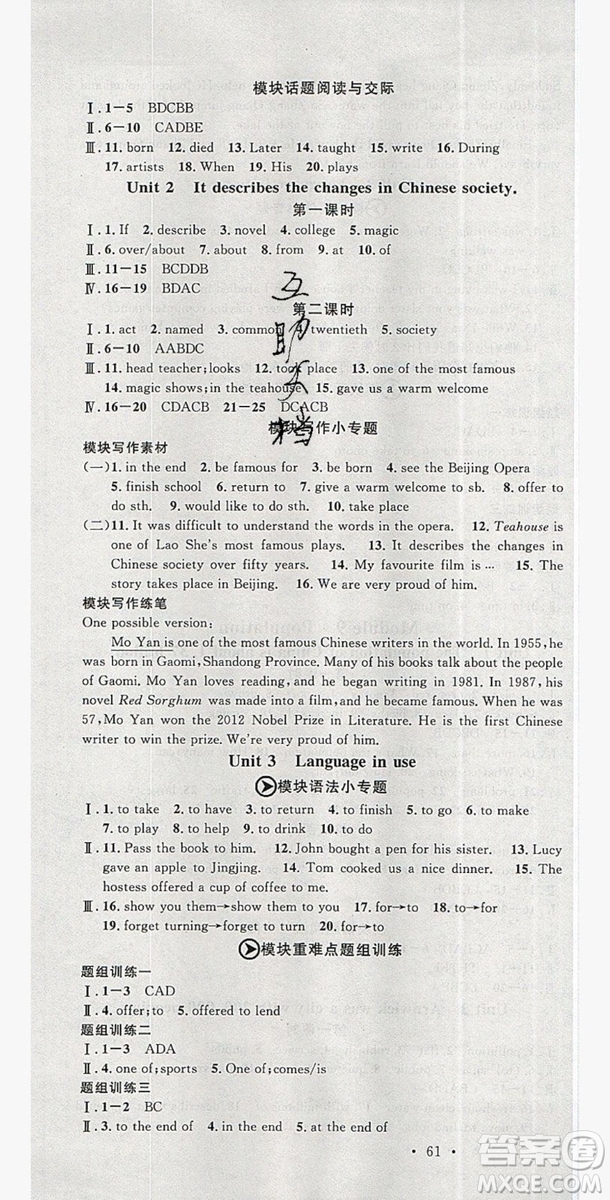 模块话题阅读与交际
Ⅰ. 1-5 BDCBB
Ⅱ. 6-10 CADBE
Ⅲ. 11. born 12. died 13. Later 14. taught 15. write 16. During
17. artists 18. When 19. His 20. plays
Unit 2 It describes the changes in Chinese society.
第一课时
Ⅰ. 1. If 2. describe 3. novel 4. college 5. magic
Ⅱ. 6. over/about 7. about 8. from 9. at 10. of
Ⅲ. 11-15 BCDDB
Ⅳ. 16-19 BDAC
第二课时
Ⅰ. 1. act 2. named 3. common 4. twentieth 5. society
Ⅱ. 6-10 AABDC
Ⅲ. 11. head teacher;looks 12. took place 13. one of the most famous
14. magic shows;in the teahouse 15. gave us a warm welcome
Ⅳ. 16-20 CDACB 21-25 DCACB
模块写作小专题
模块写作素材
(一)1. in the end 2. be famous for 3. be born 4. see the Beijing Opera
5. finish school 6. return to 7. give a warm welcome to sb. 8. offer to
do sth. 9. would like to do sth. 10. take place
(二)11. It was difficult to understand the words in the opera. 12. Teahouse is
one of Lao She's most famous plays. 13. It describes the changes in
Chinese society over fifty years. 14. My favourite film is … 15. The
story takes place in Beijing. 16. We are very proud of him.
模块写作练笔
One possible version:
Mo Yan is one of the most famous Chinese writers in the world. In 1955, he
was born in Gaomi, Shandong Province. Many of his books talk about the people
of Gaomi. Mo Yan loves reading, and he began writing in 1981. In 1987, his
novel Red Sorghum was made into a film and became famous. When he was
57, Mo Yan won the 2012 Nobel Prize in Literature. He is the first Chinese
writer to win the prize. We're very proud of him.
Unit 3 Language in use
模块语法小专题
Ⅰ. 1. to take 2. to have 3. to return 4. to finish 5. to go 6. to make
7. to play 8. to help 9. to drink 10. to do
Ⅱ. 11. Pass the book to him. 12. John bought a pen for his sister. 13. Lucy
gave an apple to Jingjing. 14. Tom cooked us a nice dinner. 15. The
hostess offered a cup of coffee to me.
Ⅲ. 16. show you→show to you 17. for→to 18. to→for
19. forget turning→forget to turn 20. for→to
模块重难点题组训练
题组训练一
Ⅰ. 1-3 CAD
Ⅱ. 4. offer;to 5. offered to lend
题组训练二
Ⅰ. 1-3 ADA
Ⅱ. 4. one of;sports 5. One of;is
题组训练三
Ⅰ. 1-2 BC
Ⅱ. 3. by 4. in the end 5. at the end of
· 61 ·
互助文档